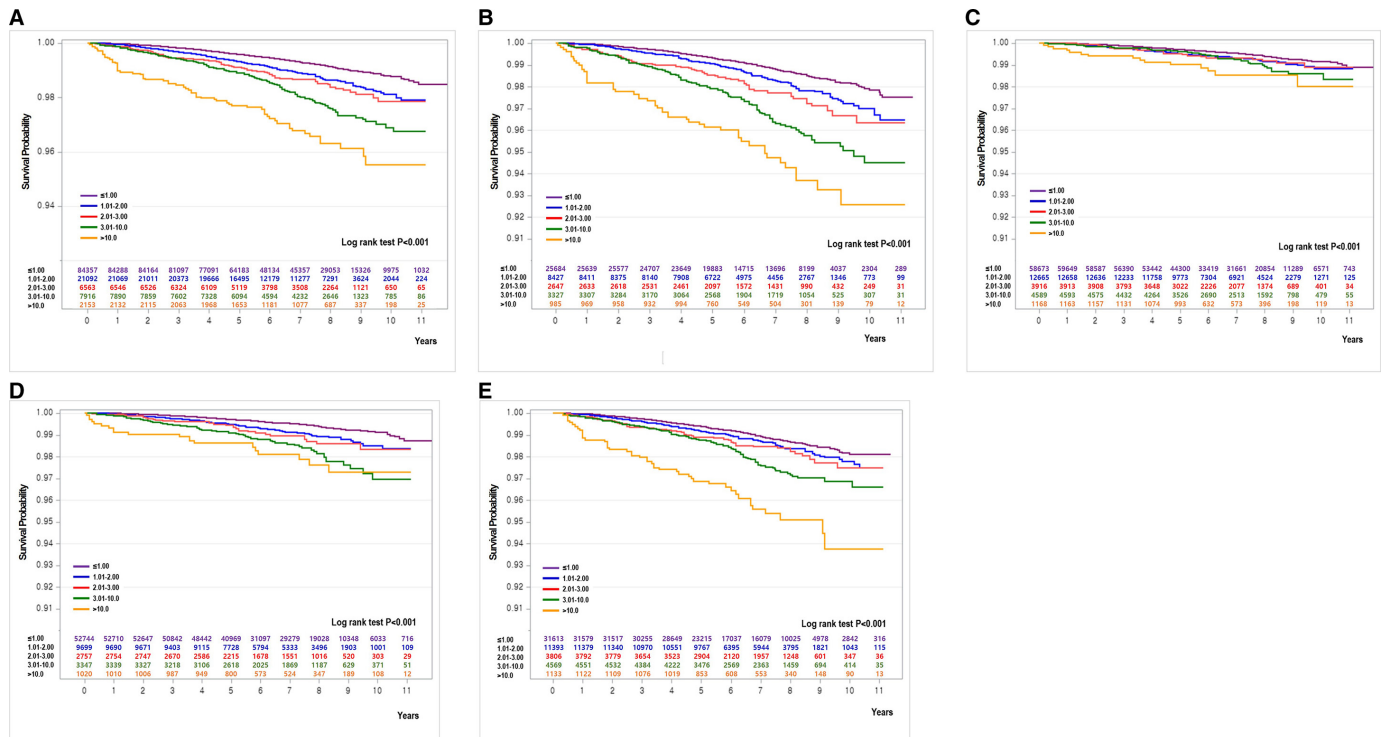 A
Survival Probability
1.00
0.98
0.96
0.94
≤1.00
1.01-2.00
2.01-3.00
3.01-10.0
>10.0
Log rank test P<0.001
≤1.00 84357 84288 84164 81097 77091 64183 48134 45357 29053 15326 9975 1032
1.01-2.00 21092 21069 21011 20373 19666 16495 12179 11277 7291 3624 2044 224
2.01-3.00 6563 6546 6526 6324 6109 5119 3798 3508 2264 1121 650 65
3.01-10.0 7916 7890 7859 7602 7328 6094 4594 4232 2646 1323 785 86
>10.0 2153 2132 2115 2063 1968 1653 1181 1077 687 337 198 25
0 1 2 3 4 5 6 7 8 9 10 11
Years
B
Survival Probability
1.00
0.99
0.98
0.97
0.96
0.95
0.94
0.93
0.92
0.91
≤1.00
1.01-2.00
2.01-3.00
3.01-10.0
>10.0
Log rank test P<0.001
≤1.00 25684 25639 25577 24707 23649 19883 14715 13696 8199 4037 2304 289
1.01-2.00 8427 8411 8375 8140 7908 6722 4975 4456 2767 1346 773 99
2.01-3.00 2647 2633 2618 2531 2461 2097 1572 1431 990 432 249 31
3.01-10.0 3327 3307 3284 3170 3064 2568 1904 1719 1054 525 307 31
>10.0 985 969 958 932 994 760 549 504 301 139 79 12
0 1 2 3 4 5 6 7 8 9 10 11
Years
C
Survival Probability
1.00
0.99
0.98
0.97
0.96
0.95
0.94
0.93
0.92
0.91
≤1.00
1.01-2.00
2.01-3.00
3.01-10.0
>10.0
Log rank test P<0.001
≤1.00 58673 59649 58587 56390 53442 44300 33419 31661 20854 11289 6571 743
1.01-2.00 12665 12658 12636 12233 11758 9773 7304 6921 4524 2279 1271 125
2.01-3.00 3916 3913 3908 3793 3648 3022 2226 2077 1374 689 401 34
3.01-10.0 4589 4593 4575 4432 4264 3526 2690 2513 1592 798 479 55
>10.0 1168 1163 1157 1131 1074 993 632 573 396 198 119 13
0 1 2 3 4 5 6 7 8 9 10 11
Years
D
Survival Probability
1.00
0.99
0.98
0.97
0.96
0.95
0.94
0.93
0.92
0.91
≤1.00
1.01-2.00
2.01-3.00
3.01-10.0
>10.0
Log rank test P<0.001
≤1.00 52744 52710 52647 50842 48442 40969 31097 29279 19028 10348 6033 716
1.01-2.00 9699 9690 9671 9403 9115 7728 5794 5333 3496 1903 1001 109
2.01-3.00 2757 2754 2747 2670 2586 2215 1678 1551 1016 520 303 29
3.01-10.0 3347 3339 3327 3218 3106 2618 2025 1869 1187 629 371 51
>10.0 1020 1010 1006 987 949 800 573 524 347 189 108 12
0 1 2 3 4 5 6 7 8 9 10 11
Years
E
Survival Probability
1.00
0.99
0.98
0.97
0.96
0.95
0.94
0.93
0.92
0.91
≤1.00
1.01-2.00
2.01-3.00
3.01-10.0
>10.0
Log rank test P<0.001
≤1.00 31613 31579 31517 30255 28649 23215 17037 16079 10025 4978 2842 316
1.01-2.00 11393 11379 11340 10970 10551 9767 6395 5944 3795 1821 1043 115
2.01-3.00 3806 3792 3779 3654 3523 2904 2120 1957 1248 601 347 36
3.01-10.0 4569 4551 4532 4384 4222 3476 2569 2363 1459 694 414 35
>10.0 1133 1122 1109 1076 1019 853 608 553 340 148 90 13
0 1 2 3 4 5 6 7 8 9 10 11
Years